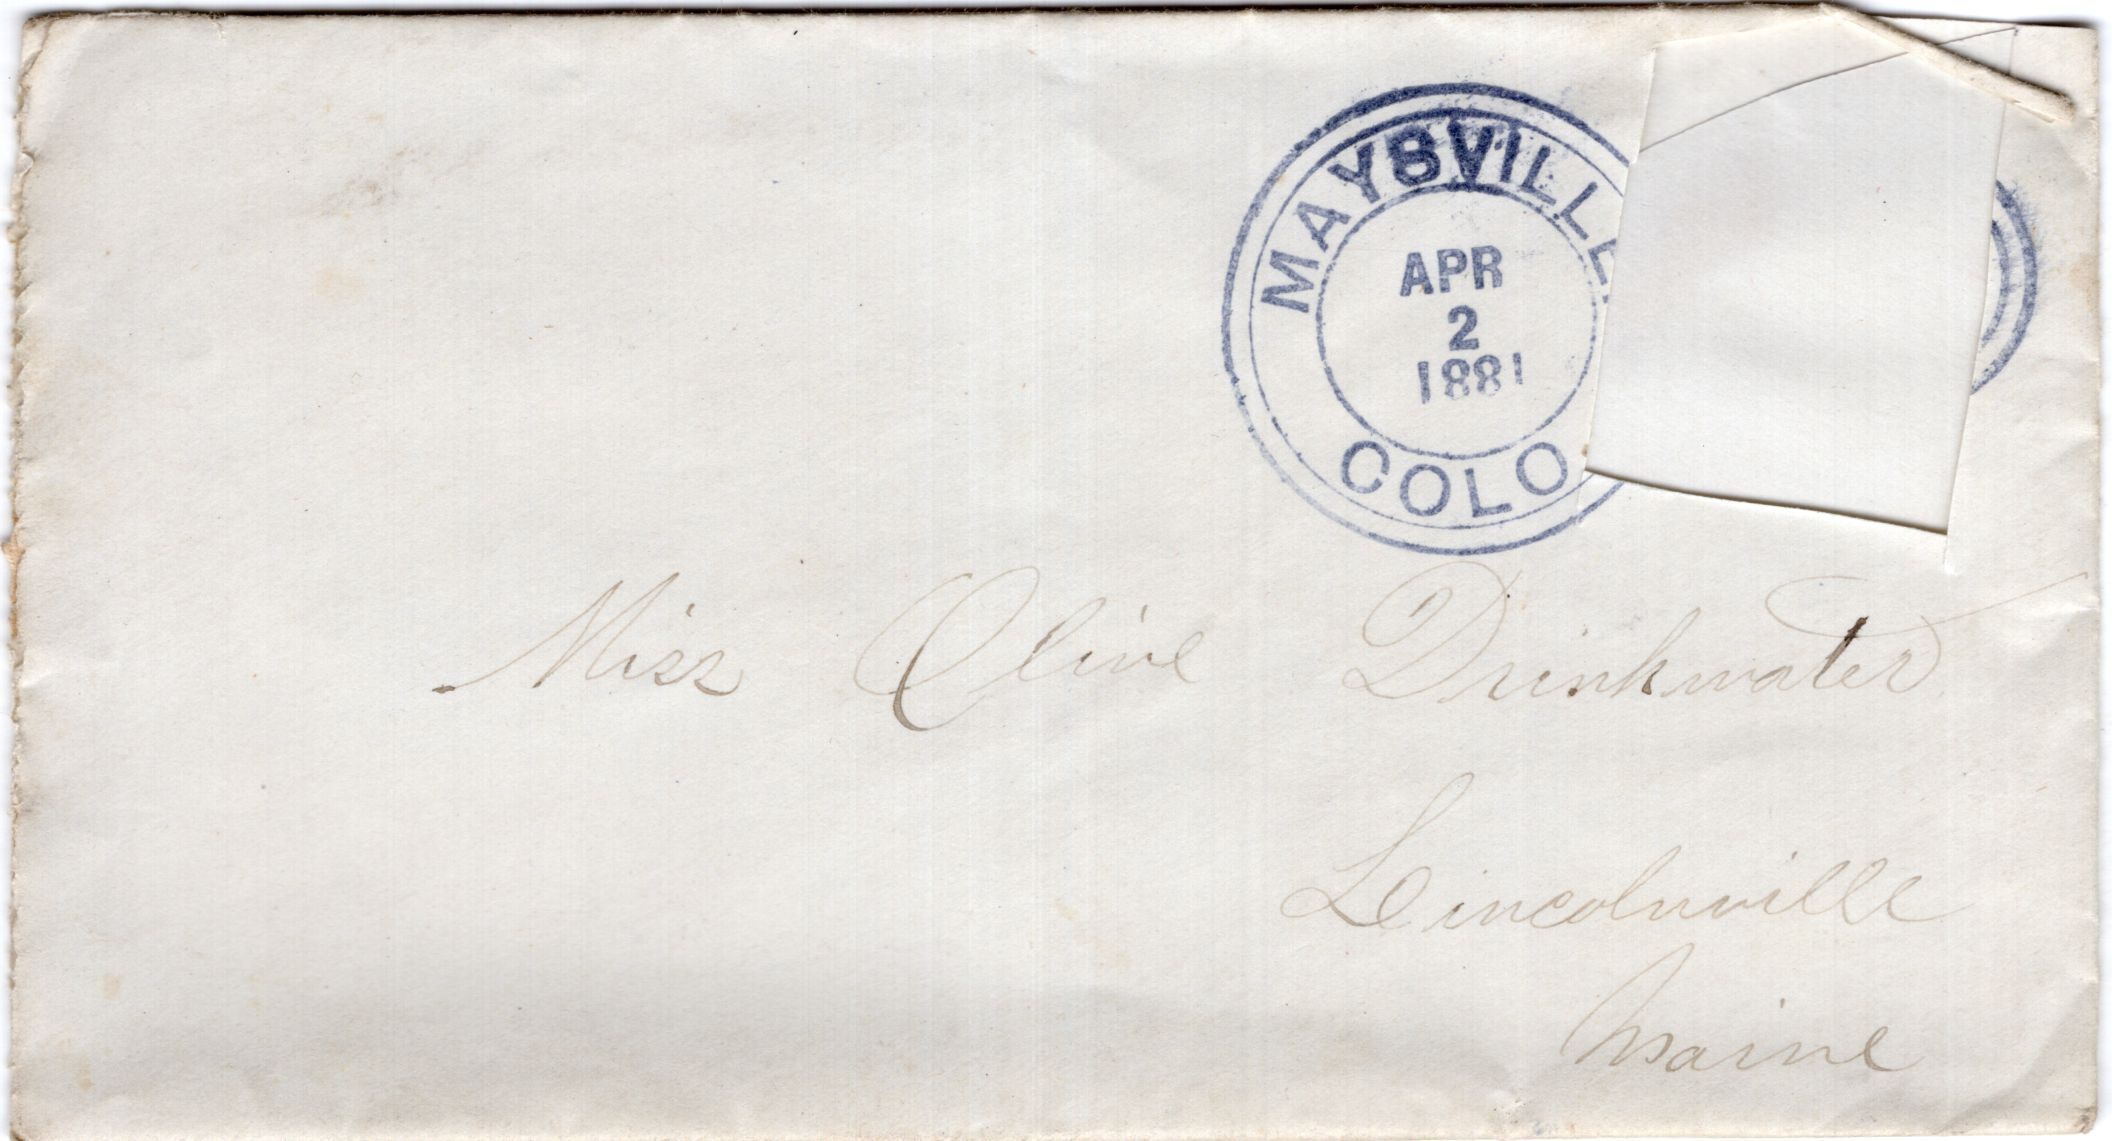 MAYSVILLE
APR
2
1881
COLO
Miss Olive Drinkwater
Lincolnville
Maine